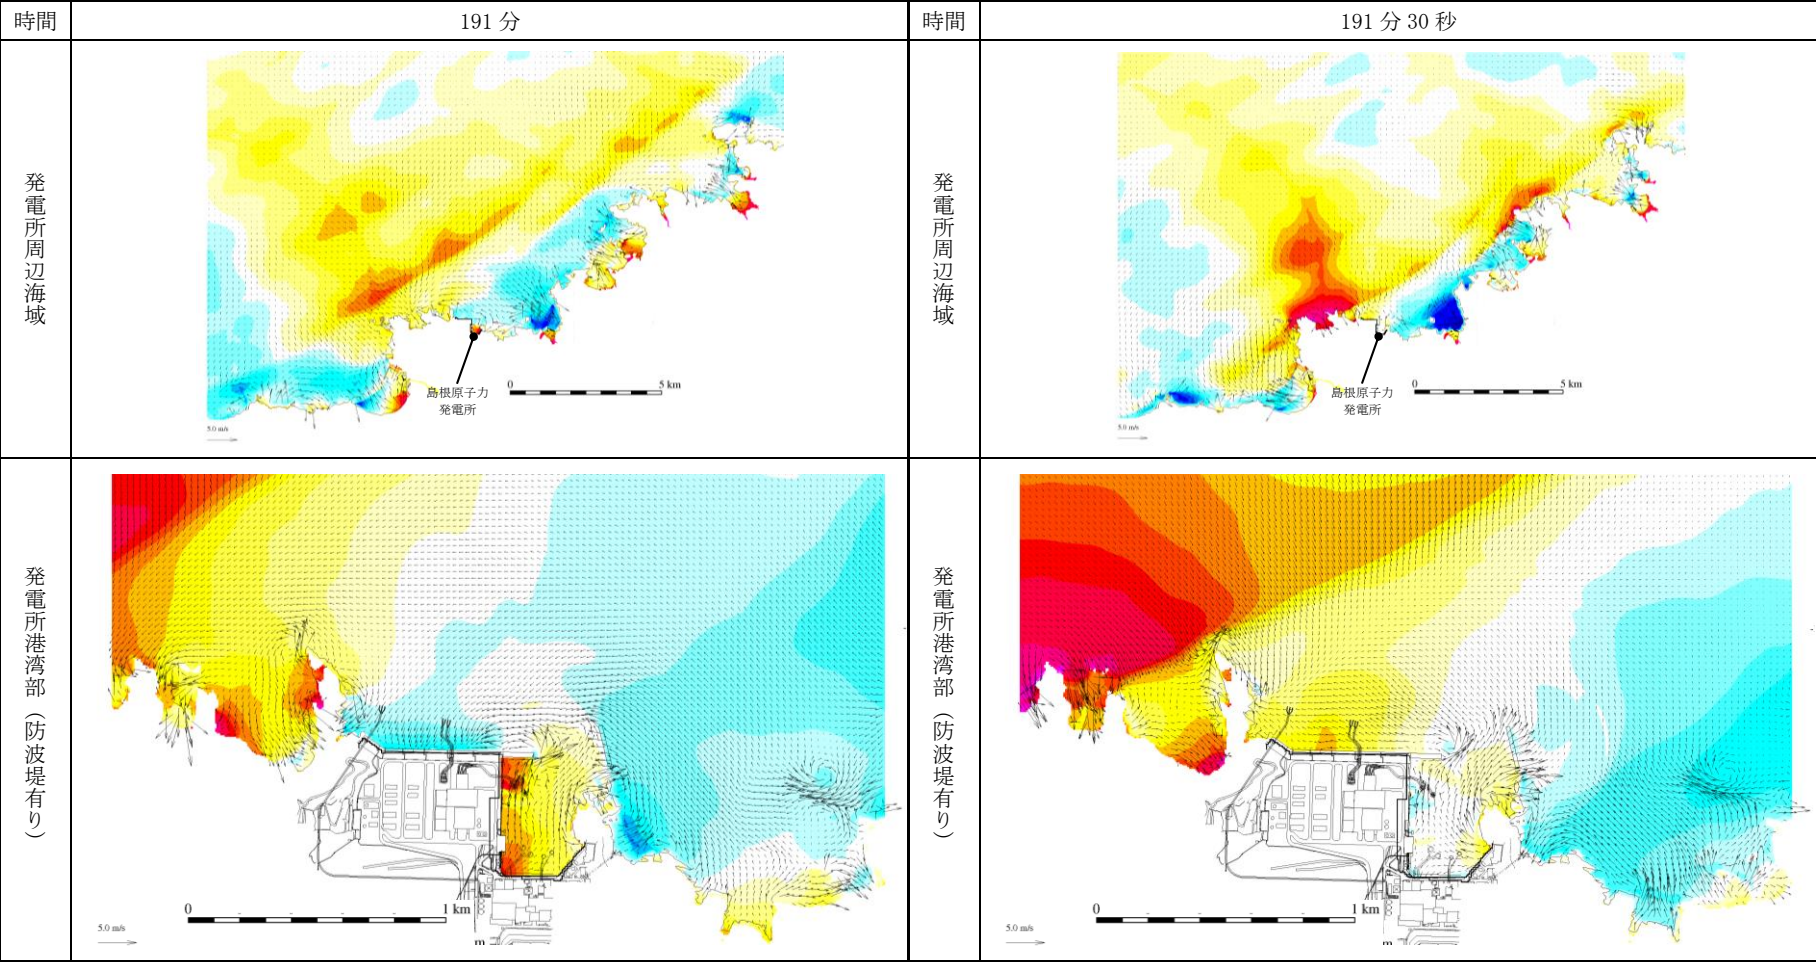 時間
191 分
時間
191 分 30 秒
発電所周辺海域
島根原子力
発電所
0
5 km
5.0 m/s
発電所周辺海域
島根原子力
発電所
0
5 km
5.0 m/s
発電所港湾部（防波堤有り）
0
1 km
5.0 m/s
m
発電所港湾部（防波堤有り）
0
1 km
5.0 m/s
m